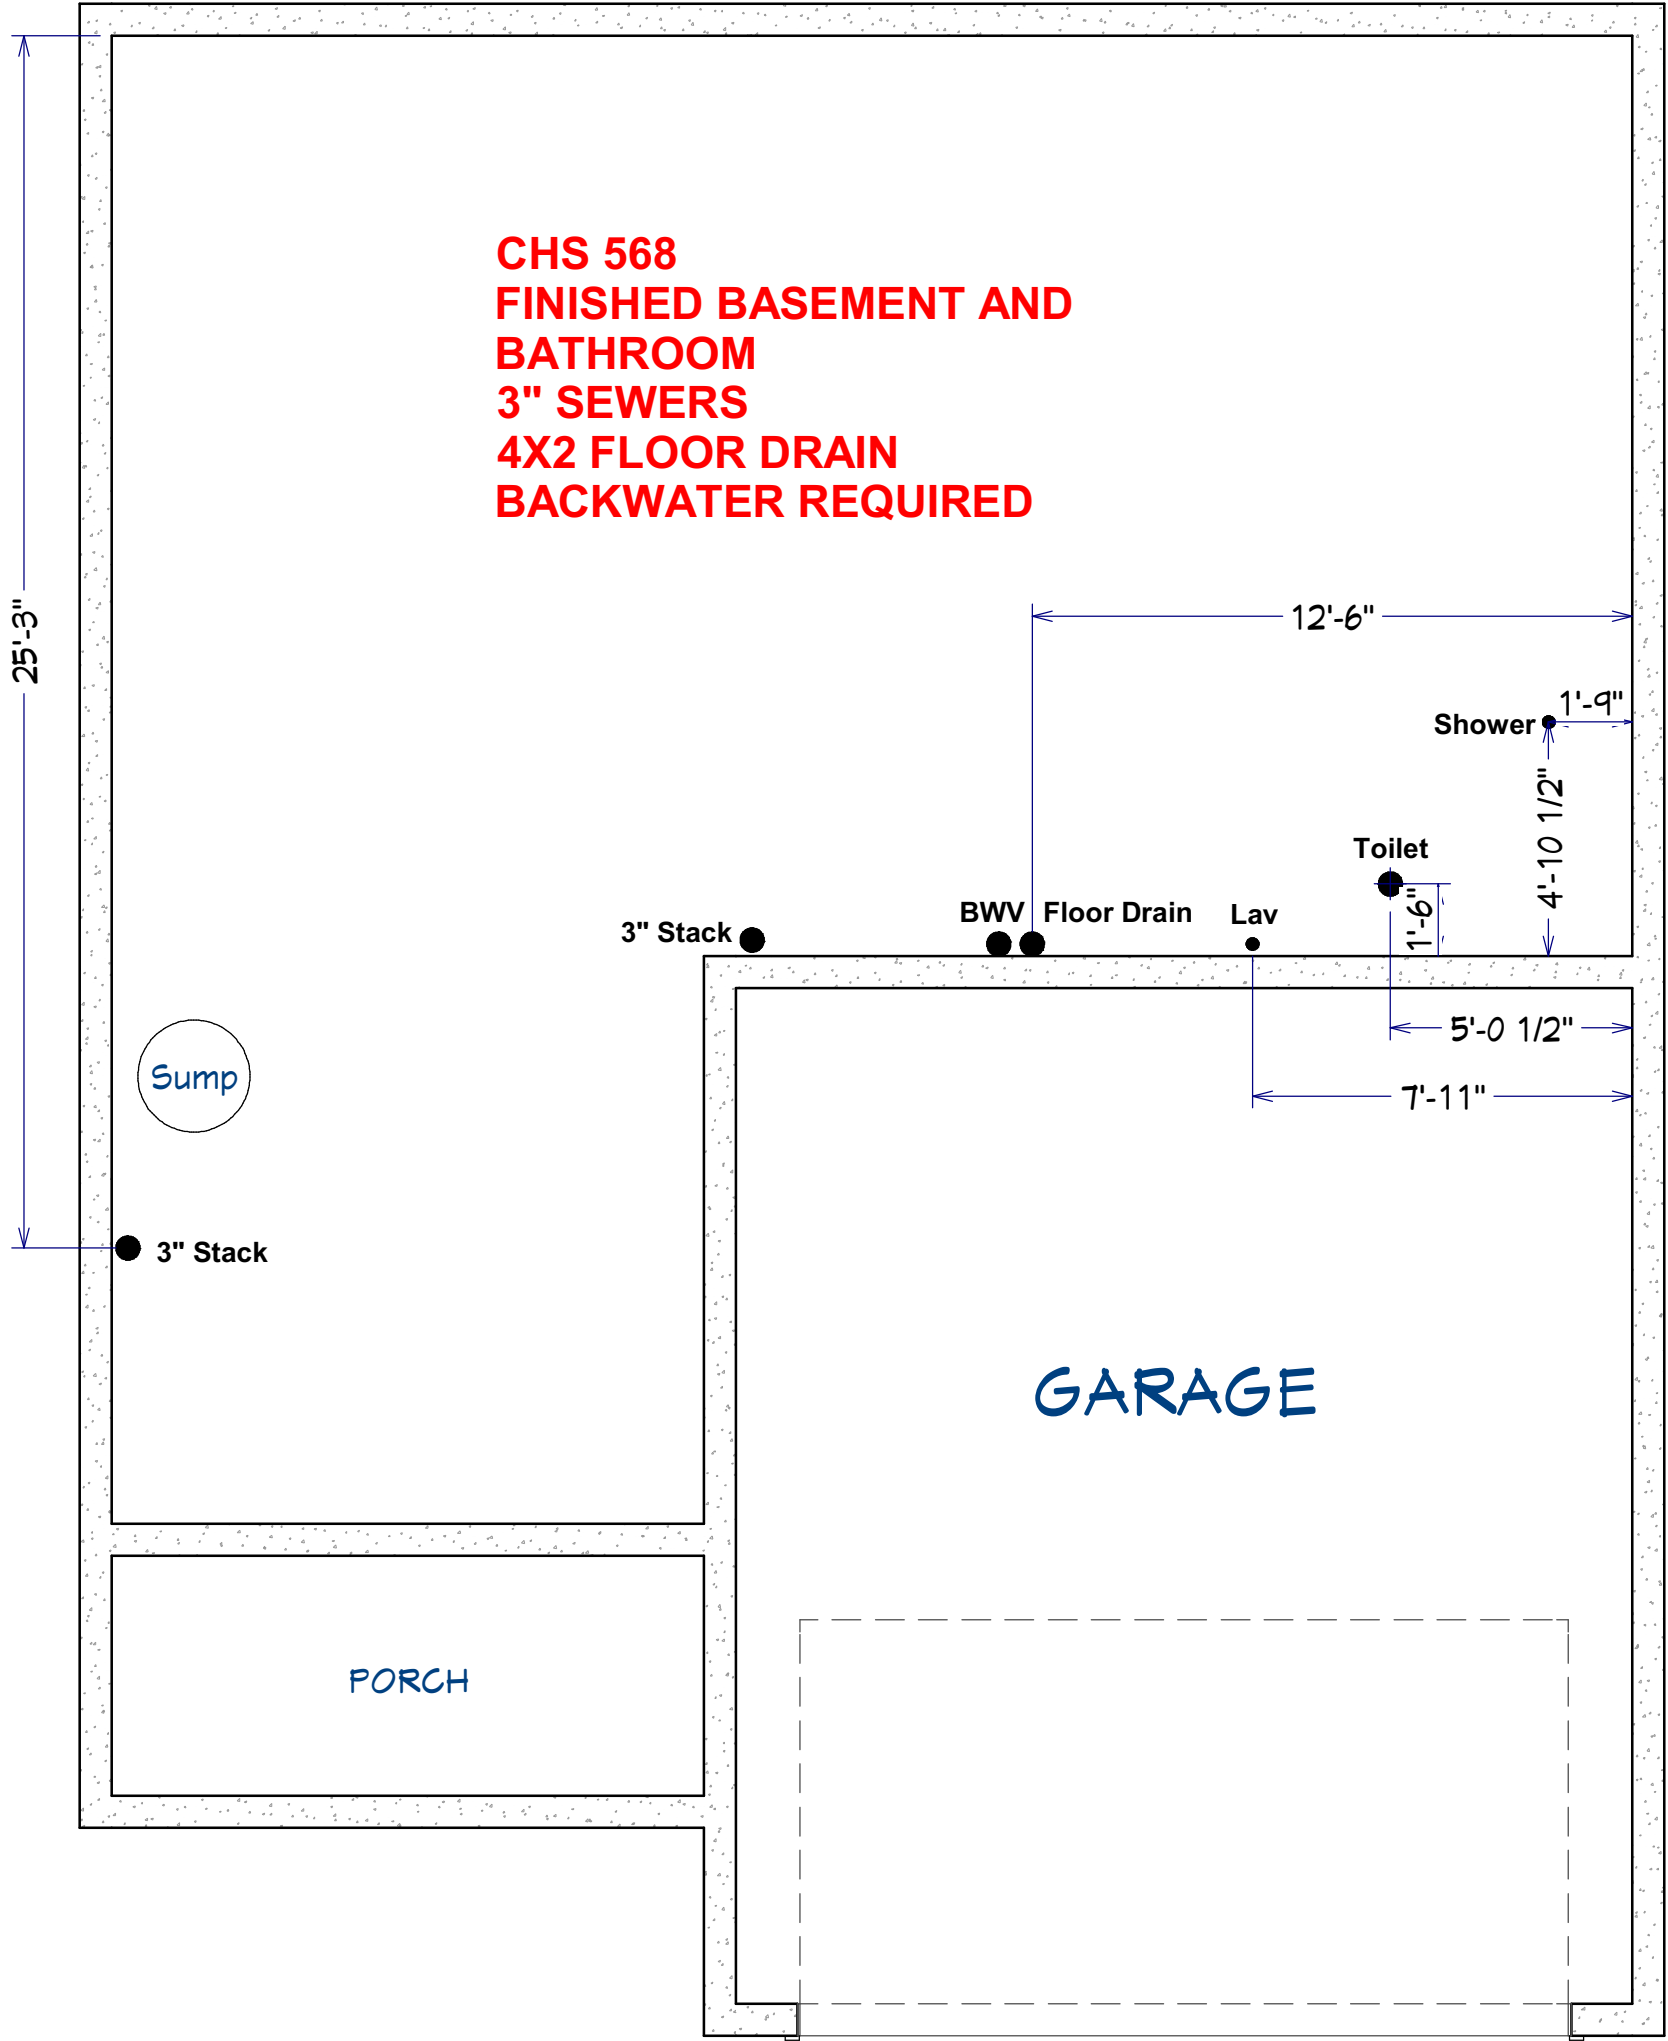 CHS 568
FINISHED BASEMENT AND
BATHROOM
3" SEWERS
4X2 FLOOR DRAIN
BACKWATER REQUIRED
25'-3"
12'-6"
1'-9"
Shower
4'-10 1/2"
Toilet
1'-6"
BWV Floor Drain Lav
3" Stack
5'-0 1/2"
Sump
7'-11"
3" Stack
GARAGE
PORCH